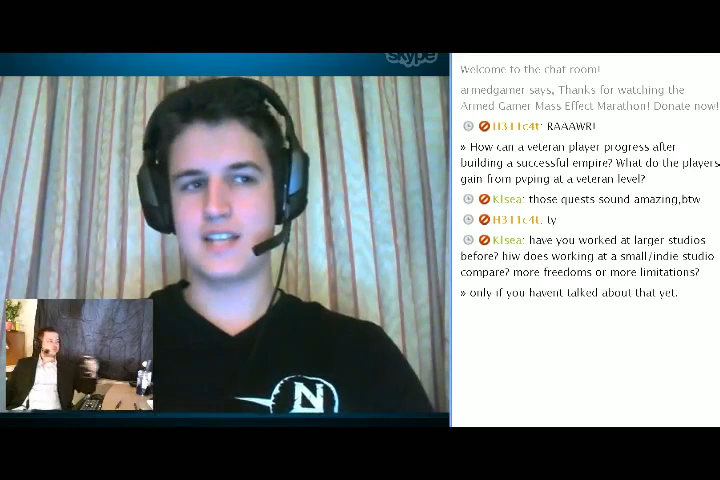 skype
Welcome to the chat room!
armedgamer says, Thanks for watching the
Armed Gamer Mass Effect Marathon! Donate now!
H311c4t: RAAAWR!
» How can a veteran player progress after
building a successful empire? What do the players
gain from pvping at a veteran level?
Klsea: those quests sound amazing,btw
H311c4t: ty
Klsea: have you worked at larger studios
before? hiw does working at a small/indie studio
compare? more freedoms or more limitations?
» only if you havent talked about that yet.
N